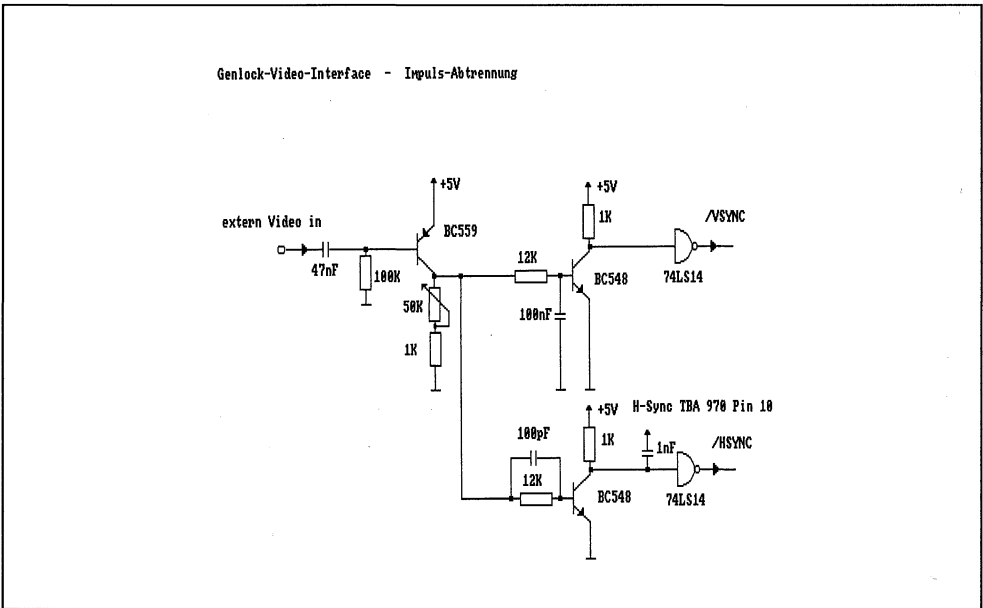 Genlock-Video-Interface - Impuls-Abtrennung
+5V
+5V
extern Video in
BC559
1K
/VSYNC
47nF
100K
12K
BC548
74LS14
50K
100nF
1K
+5V
H-Sync TBA 970 Pin 10
100pF
1K
1nF
/HSYNC
12K
BC548
74LS14